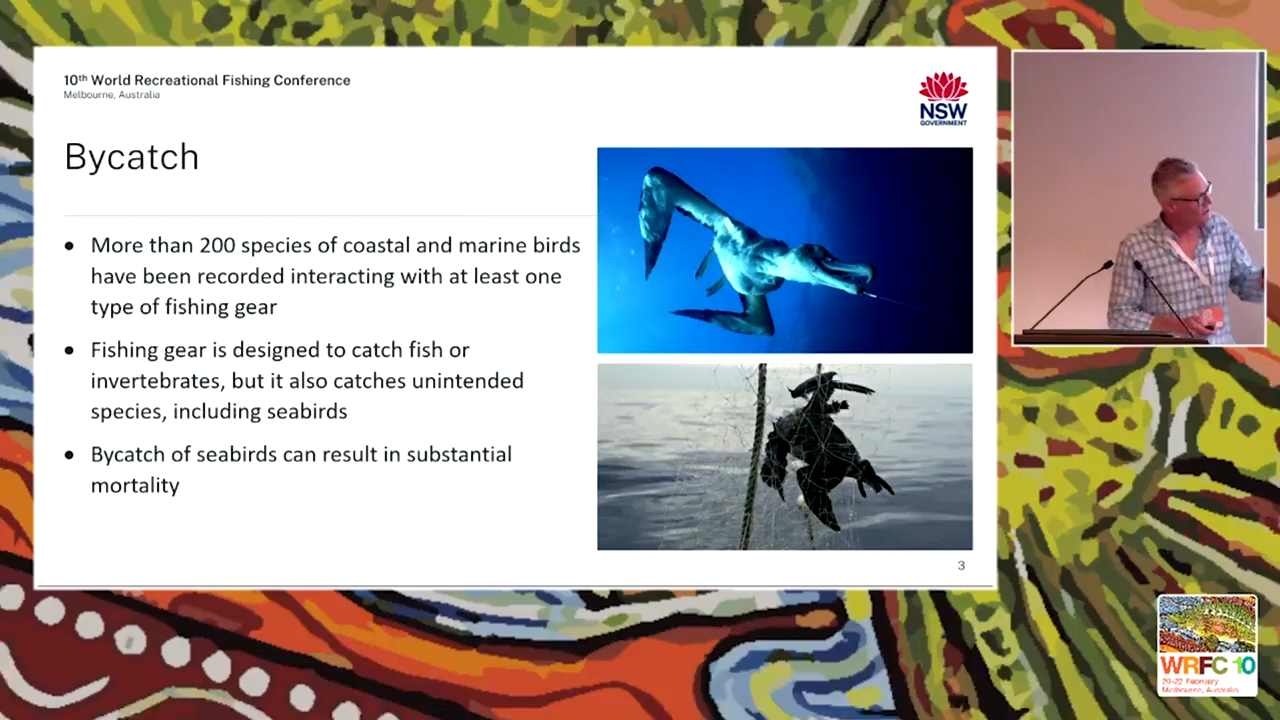 10th World Recreational Fishing Conference
Melbourne, Australia
NSW
GOVERNMENT
Bycatch
• More than 200 species of coastal and marine birds
have been recorded interacting with at least one
type of fishing gear
• Fishing gear is designed to catch fish or
invertebrates, but it also catches unintended
species, including seabirds
• Bycatch of seabirds can result in substantial
mortality
3
WRFC 10
20-22 February
Melbourne, Australia